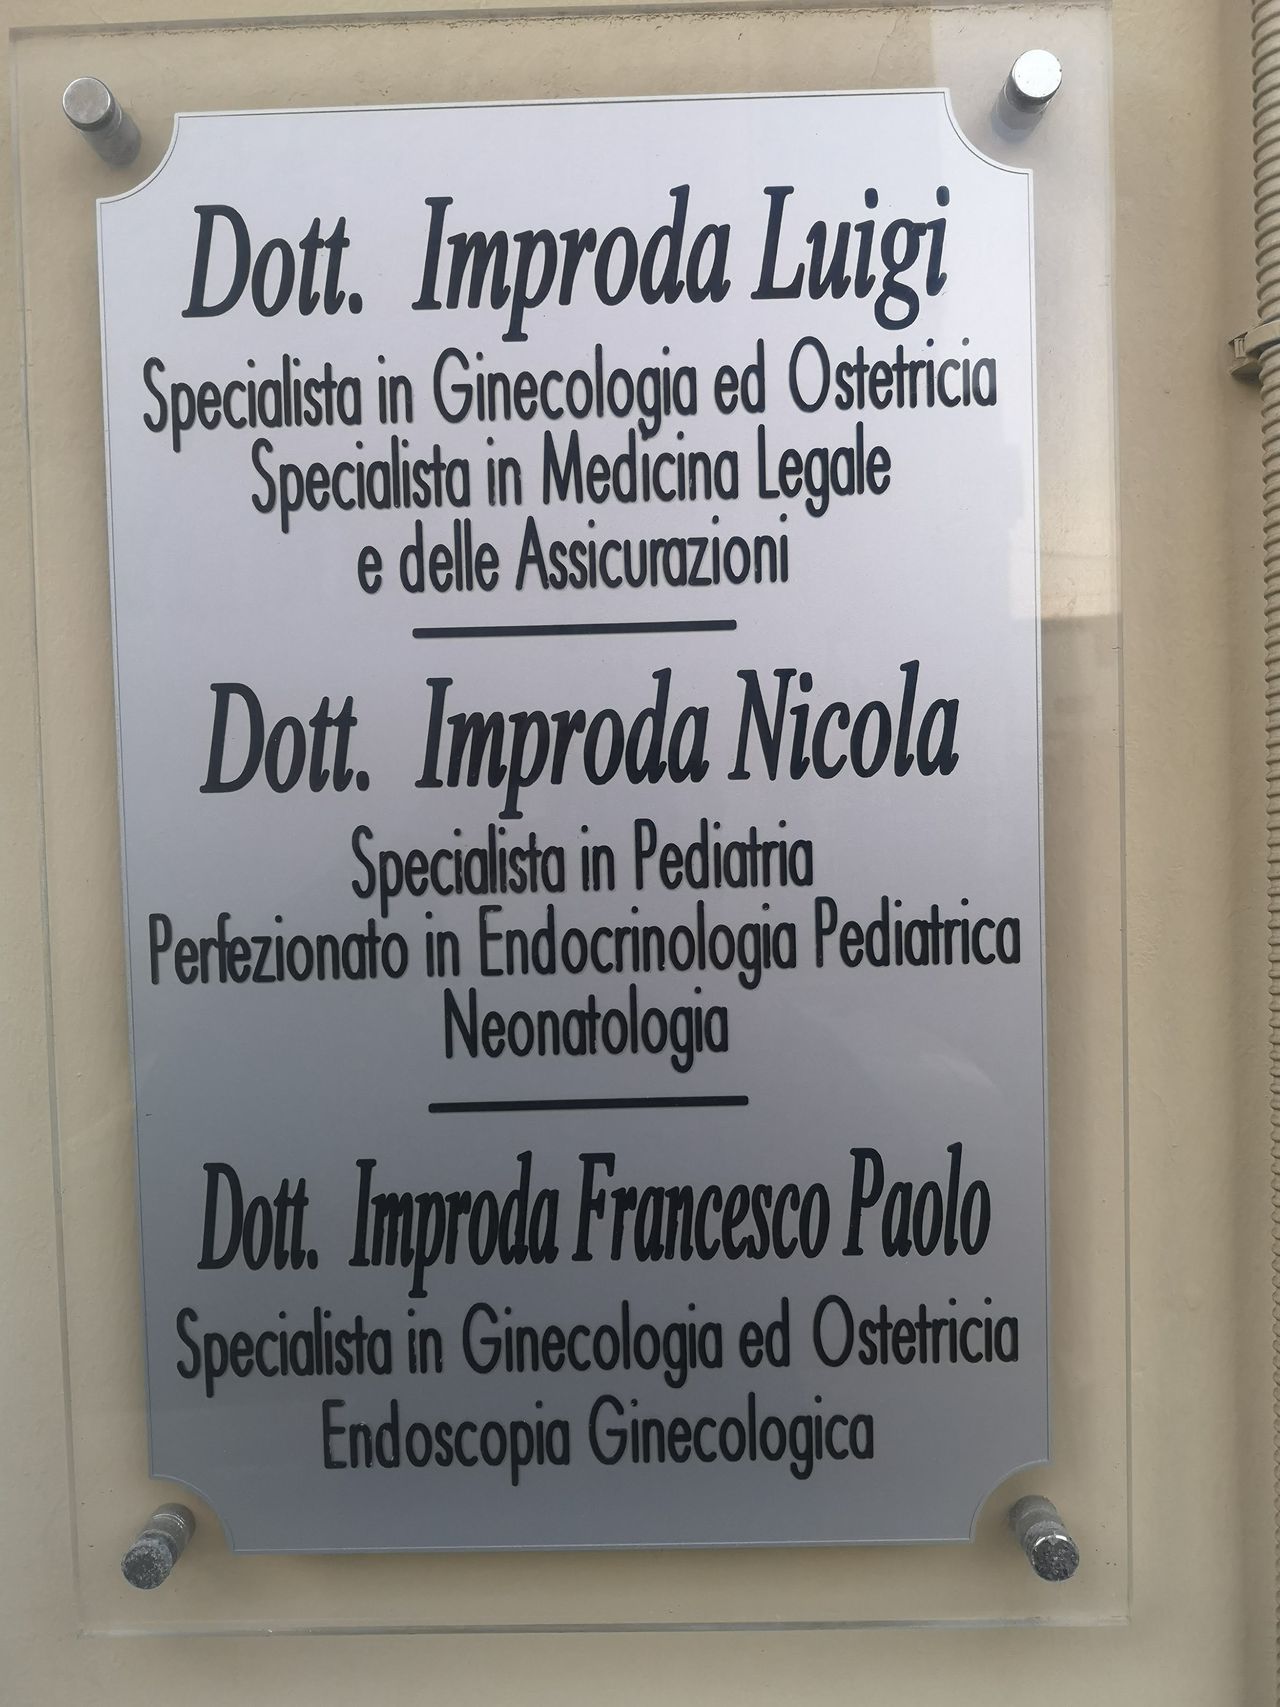 Dott. Improda Luigi
Specialista in Ginecologia ed Ostetricia
Specialista in Medicina Legale
e delle Assicurazioni
Dott. Improda Nicola
Specialista in Pediatria
Perfezionato in Endocrinologia Pediatrica
Neonatologia
Dott. Improda Francesco Paolo
Specialista in Ginecologia ed Ostetricia
Endoscopia Ginecologica